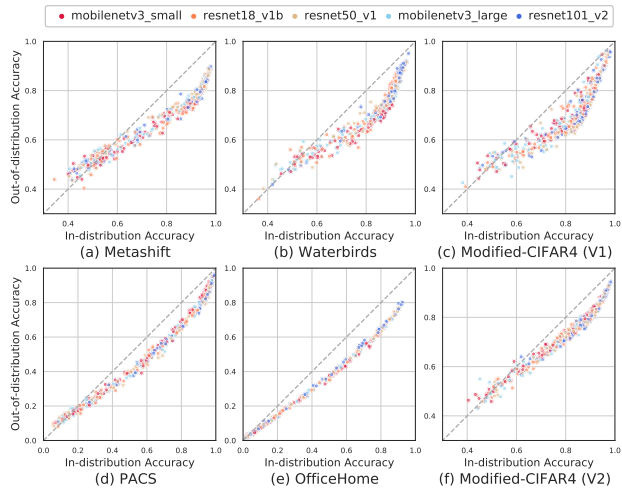 mobilenetv3_small resnet18_v1b resnet50_v1 mobilenetv3_large resnet101_v2
Out-of-distribution Accuracy
1.0
0.8
0.6
0.4
0.4 0.6 0.8 1.0
In-distribution Accuracy
(a) Metashift
1.0
0.8
0.6
0.4
0.4 0.6 0.8 1.0
In-distribution Accuracy
(b) Waterbirds
1.0
0.8
0.6
0.4
0.4 0.6 0.8 1.0
In-distribution Accuracy
(c) Modified-CIFAR4 (V1)
Out-of-distribution Accuracy
1.0
0.8
0.6
0.4
0.2
0.0
0.0 0.2 0.4 0.6 0.8 1.0
In-distribution Accuracy
(d) PACS
1.0
0.8
0.6
0.4
0.2
0.0
0.0 0.2 0.4 0.6 0.8 1.0
In-distribution Accuracy
(e) OfficeHome
1.0
0.8
0.6
0.4
0.4 0.6 0.8 1.0
In-distribution Accuracy
(f) Modified-CIFAR4 (V2)